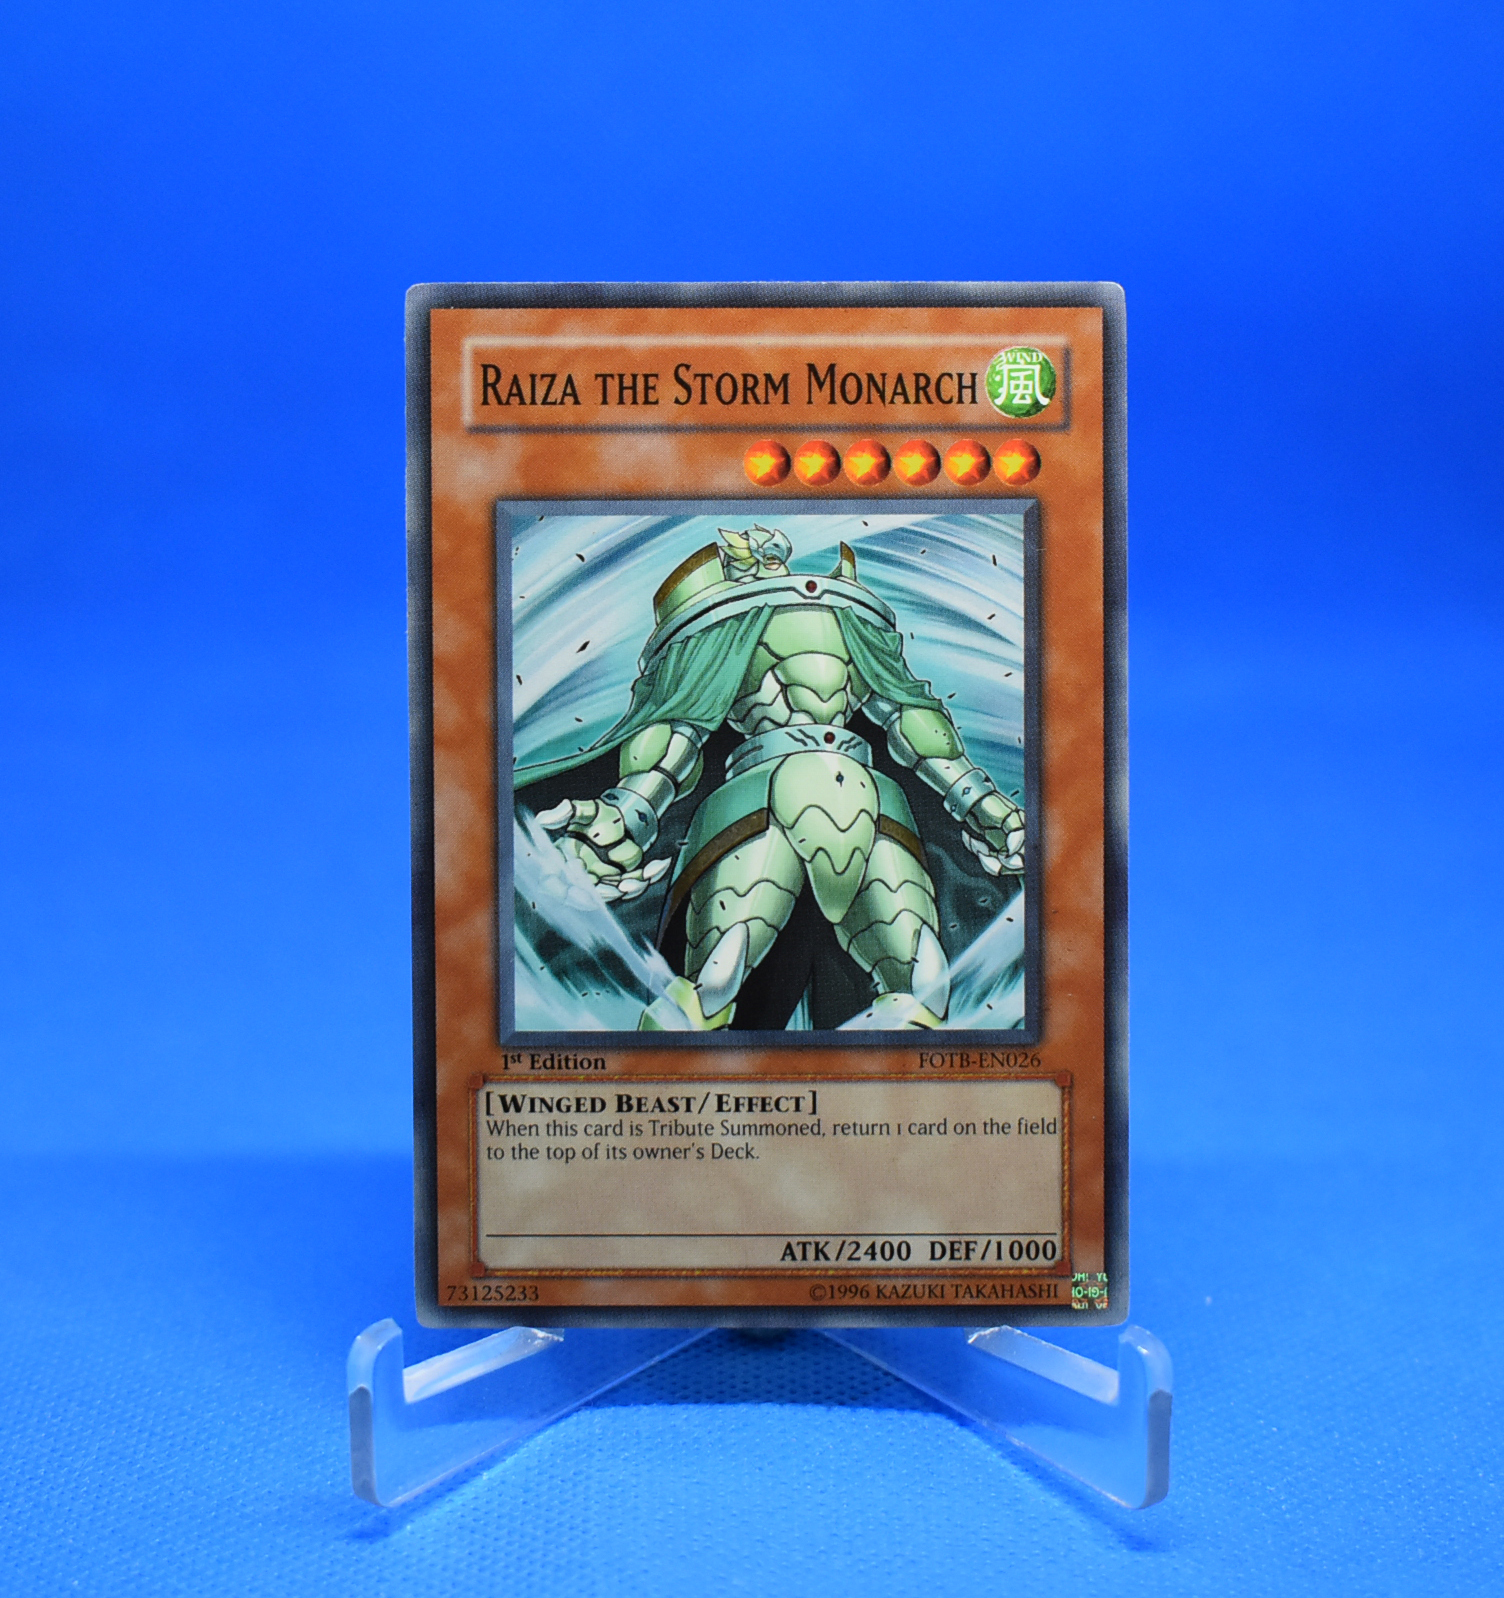 RAIZA THE STORM MONARCH
WIND
風
1st Edition
FOTB-EN026
[WINGED BEAST/EFFECT]
When this card is Tribute Summoned, return 1 card on the field
to the top of its owner's Deck.
ATK/2400 DEF/1000
73125233
©1996 KAZUKI TAKAHASHI